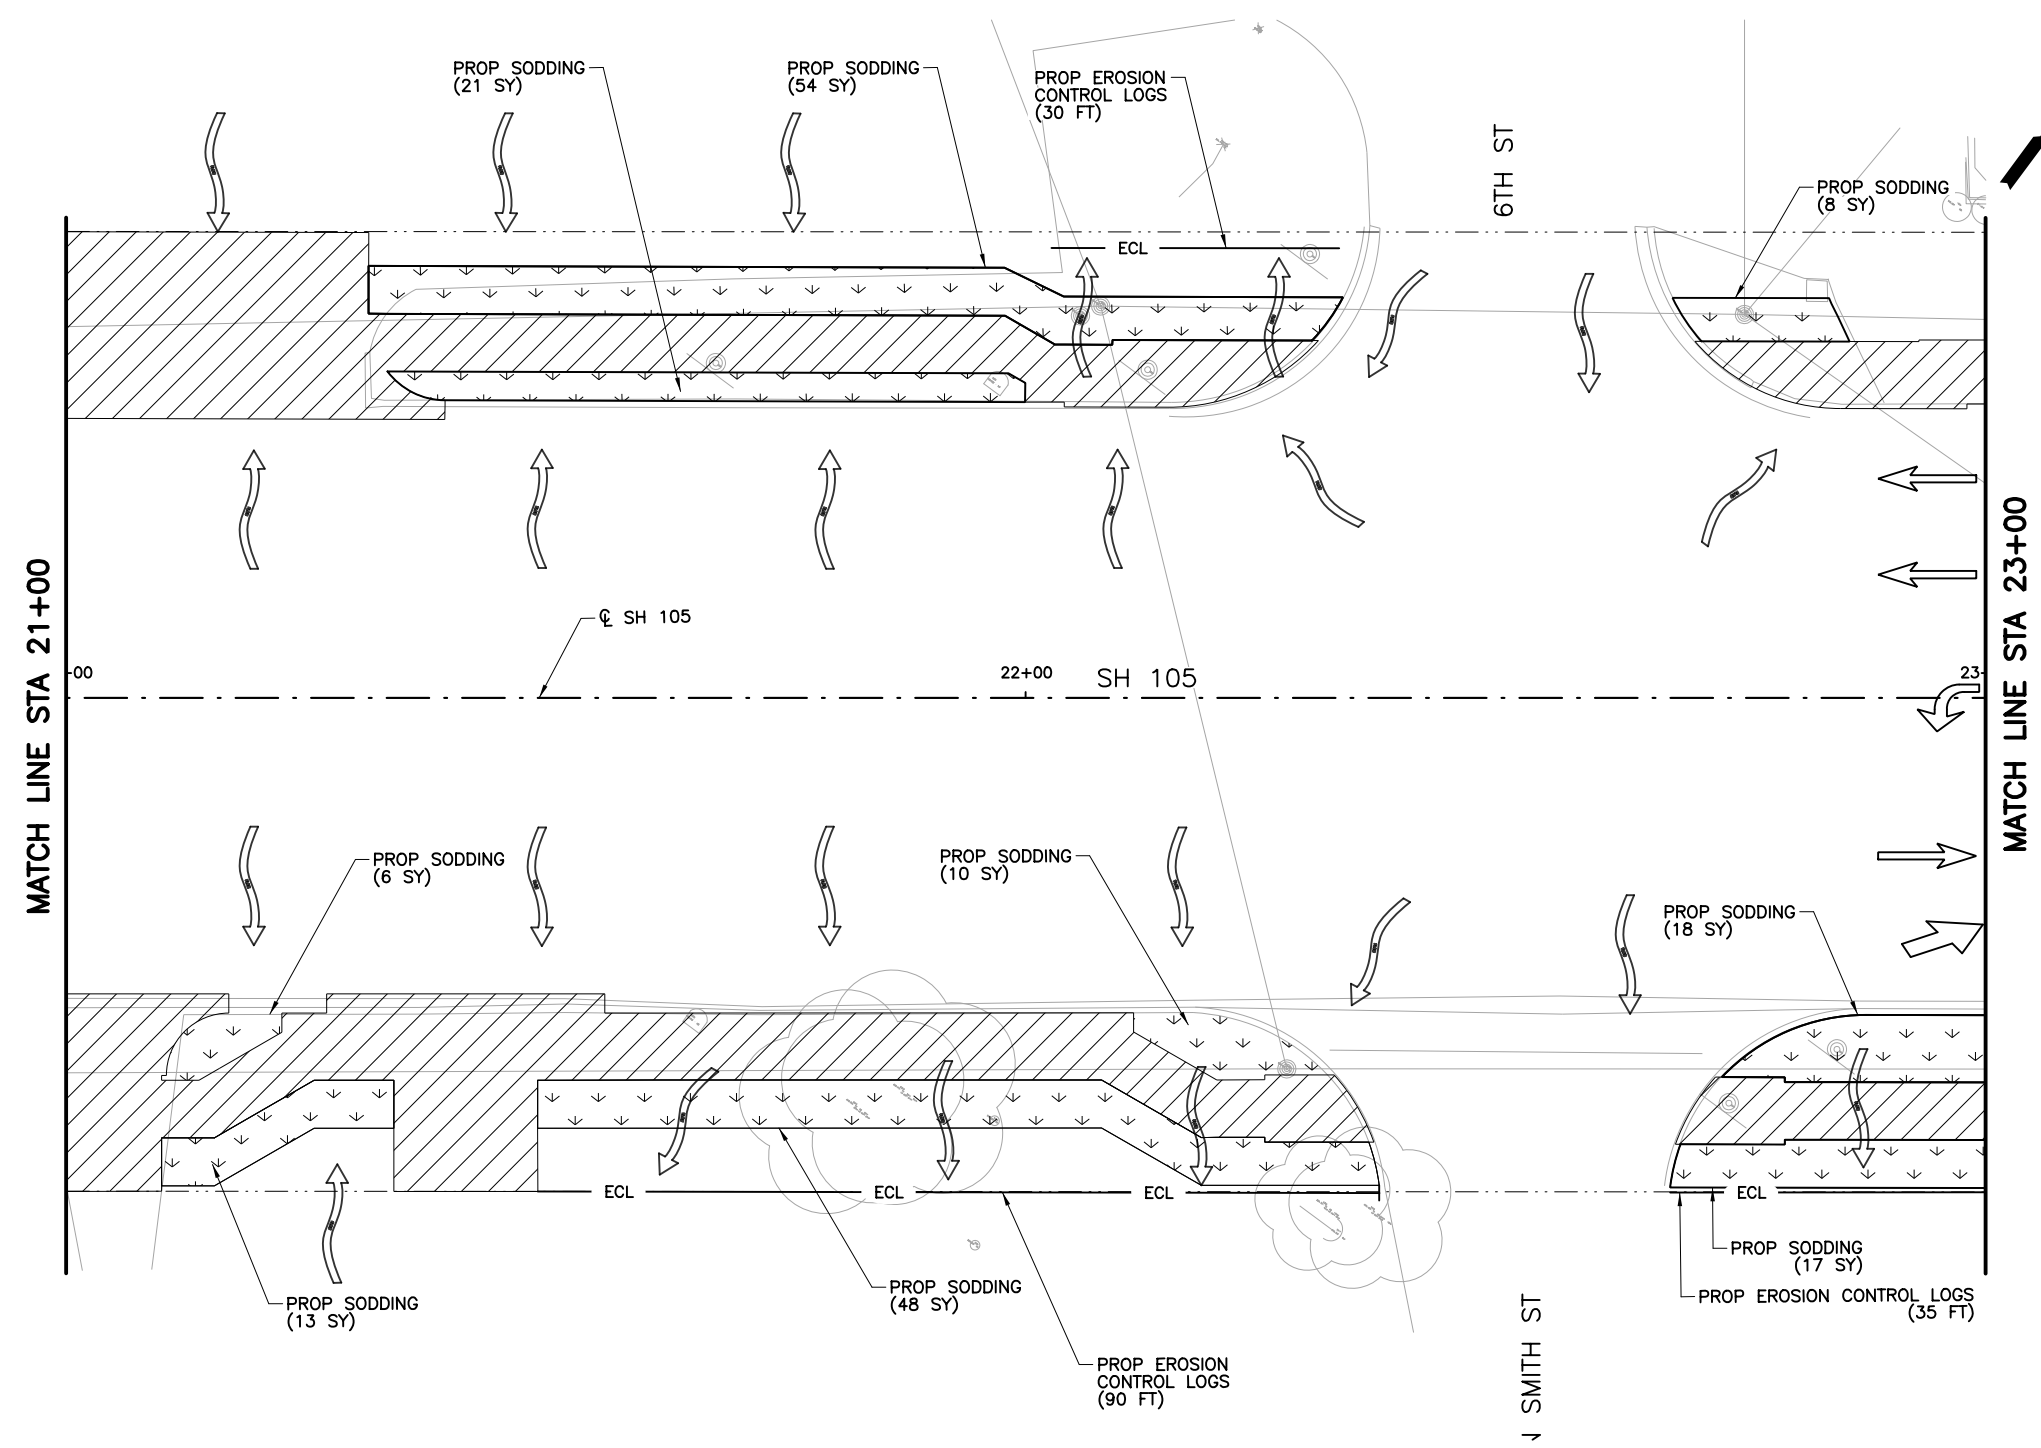 PROP SODDING
(21 SY)
PROP SODDING
(54 SY)
PROP EROSION
CONTROL LOGS
(30 FT)
6TH ST
PROP SODDING
(8 SY)
ECL
MATCH LINE STA 21+00
MATCH LINE STA 23+00
℄ SH 105
00
22+00
SH 105
23
PROP SODDING
(6 SY)
PROP SODDING
(10 SY)
PROP SODDING
(18 SY)
ECL
ECL
ECL
ECL
PROP SODDING
(17 SY)
PROP EROSION CONTROL LOGS
(35 FT)
PROP SODDING
(13 SY)
PROP SODDING
(48 SY)
PROP EROSION
CONTROL LOGS
(90 FT)
N SMITH ST